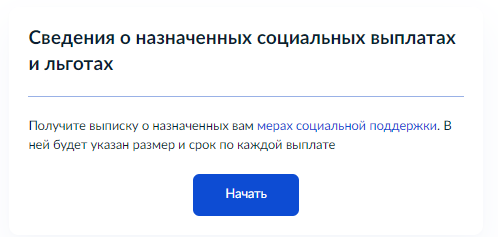 Сведения о назначенных социальных выплатах
и льготах
Получите выписку о назначенных вам мерах социальной поддержки. В
ней будет указан размер и срок по каждой выплате
Начать